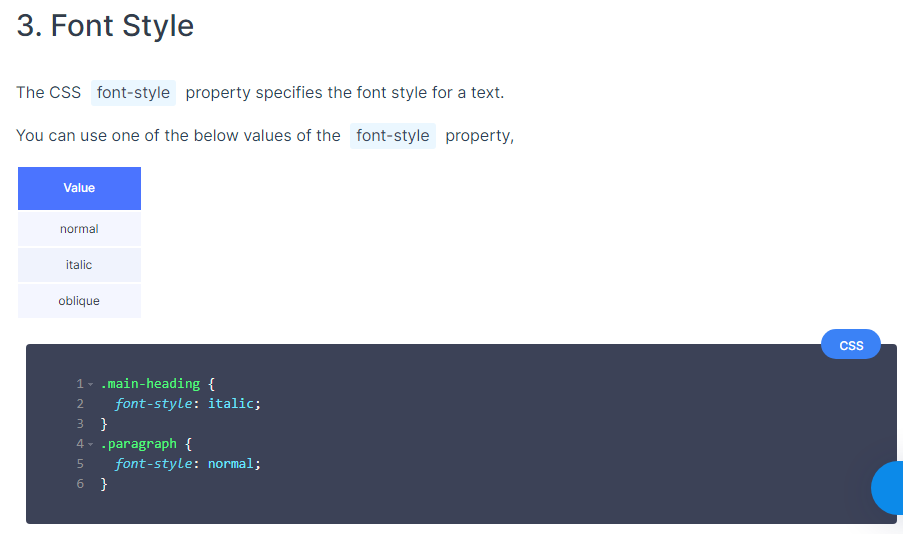 3. Font Style
The CSS font-style property specifies the font style for a text.
You can use one of the below values of the font-style property,
Value
normal
italic
oblique
CSS
1 .main-heading {
2 font-style: italic;
3 }
4 .paragraph {
5 font-style: normal;
6 }